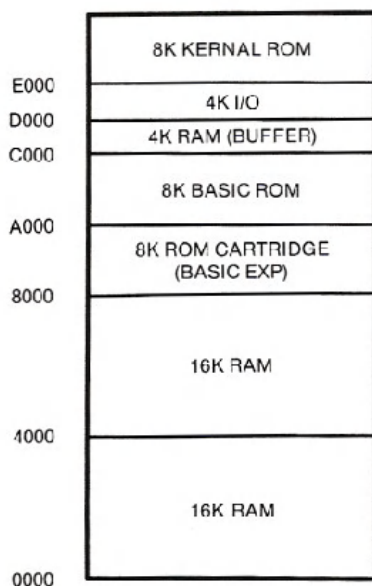 8K KERNAL ROM
E000
4K I/O
D000
4K RAM (BUFFER)
C000
8K BASIC ROM
A000
8K ROM CARTRIDGE
(BASIC EXP)
8000
16K RAM
4000
16K RAM
0000